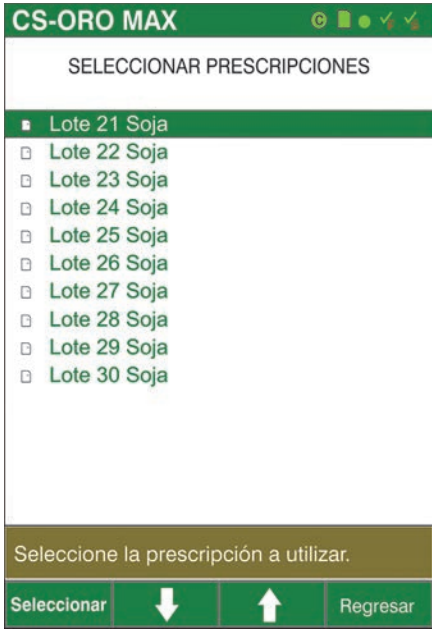 CS-ORO MAX
SELECCIONAR PRESCRIPCIONES
Lote 21 Soja
Lote 22 Soja
Lote 23 Soja
Lote 24 Soja
Lote 25 Soja
Lote 26 Soja
Lote 27 Soja
Lote 28 Soja
Lote 29 Soja
Lote 30 Soja
Seleccione la prescripción a utilizar.
Seleccionar
Regresar